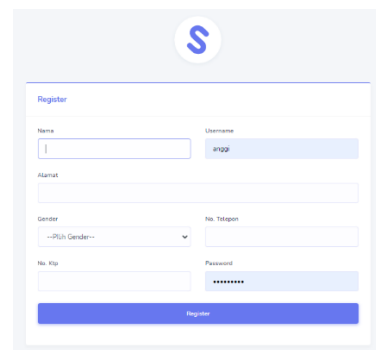 S
Register
Name Username
anggi
Alamat
Gender No. Telepon
--Pilih Gender--
No. Ktp Password
•••••••••
Register